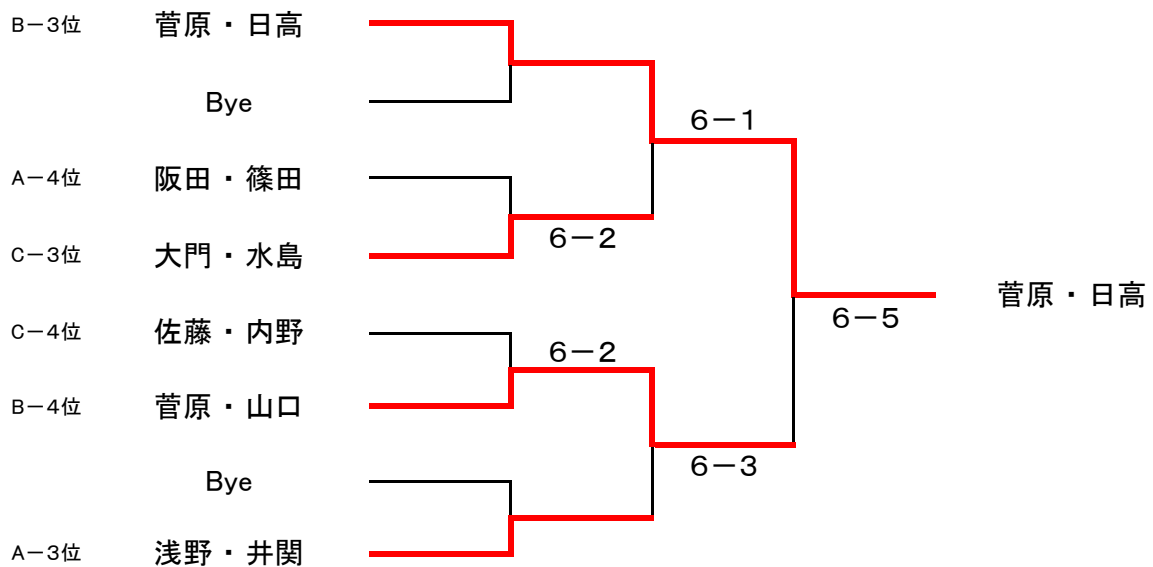 B－3位 菅原・日高
Bye
6－1
A－4位 阪田・篠田
6－2
C－3位 大門・水島
菅原・日高
6－5
C－4位 佐藤・内野
6－2
B－4位 菅原・山口
6－3
Bye
A－3位 浅野・井関